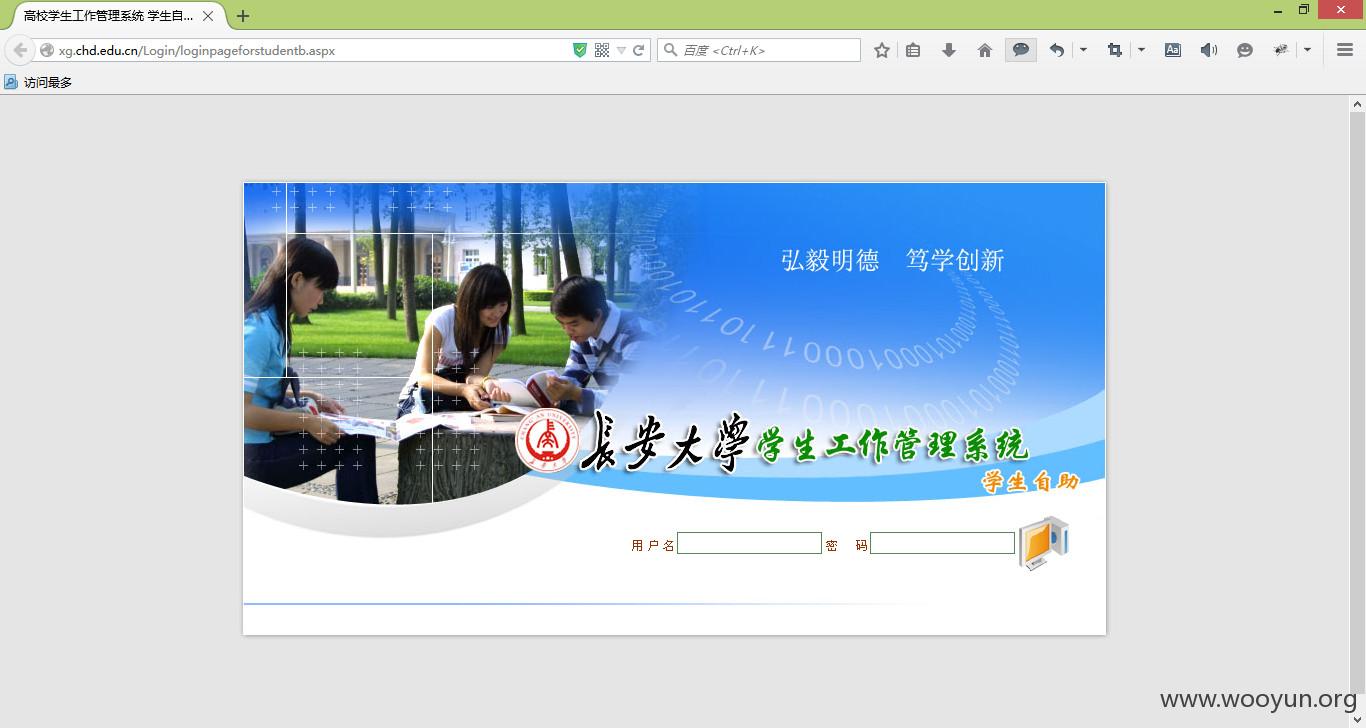 高校学生工作管理系统 学生自...
xg.chd.edu.cn/Login/loginpageforstudentb.aspx
百度 <Ctrl+K>
访问最多
弘毅明德 笃学创新
長安大學学生工作管理系统
学生自助
用户名
密 码
www.wooyun.org